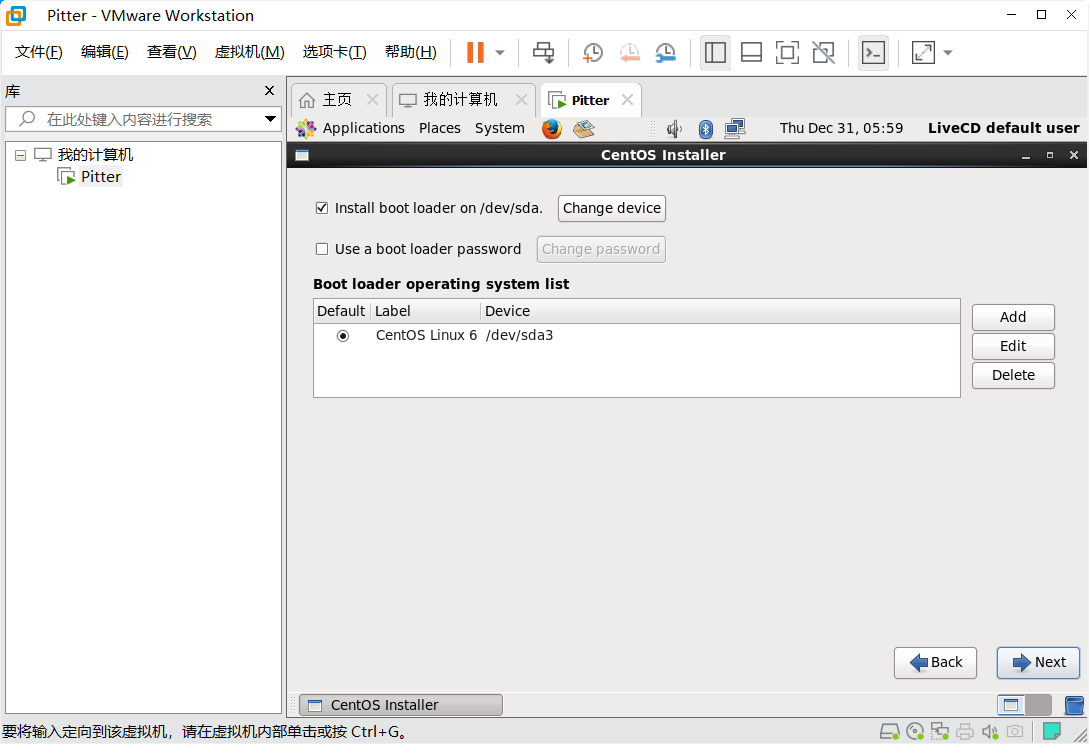 Pitter - VMware Workstation
文件(F) 编辑(E) 查看(V) 虚拟机(M) 选项卡(T) 帮助(H)
库
在此处键入内容进行搜索
我的计算机
Pitter
主页 我的计算机 Pitter
Applications Places System Thu Dec 31, 05:59 LiveCD default user
CentOS Installer
Install boot loader on /dev/sda. Change device
Use a boot loader password Change password
Boot loader operating system list
Default Label Device
CentOS Linux 6 /dev/sda3
Add
Edit
Delete
Back Next
CentOS Installer
要将输入定向到该虚拟机，请在虚拟机内部单击或按 Ctrl+G。